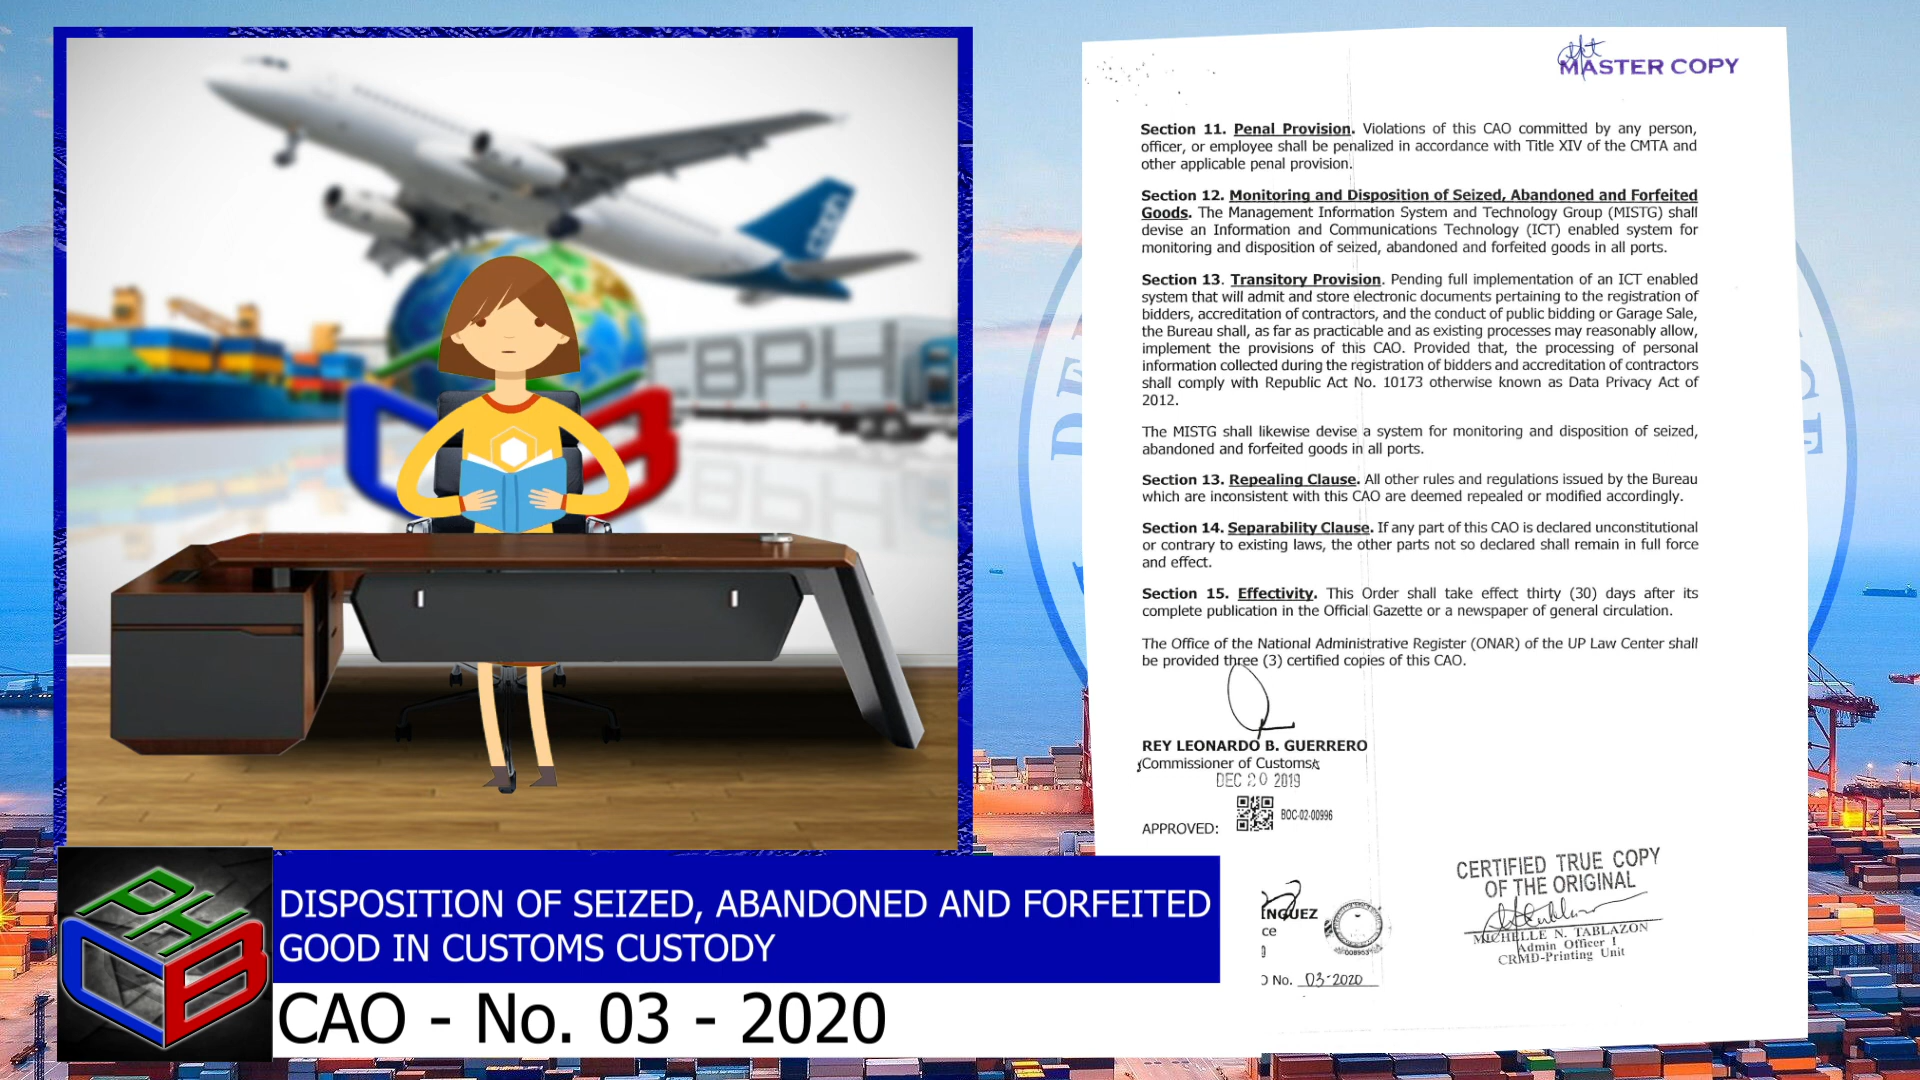 MASTER COPY
Section 11. Penal Provision. Violations of this CAO committed by any person,
officer, or employee shall be penalized in accordance with Title XIV of the CMTA and
other applicable penal provision.
Section 12. Monitoring and Disposition of Seized, Abandoned and Forfeited
Goods. The Management Information System and Technology Group (MISTG) shall
devise an Information and Communications Technology (ICT) enabled system for
monitoring and disposition of seized, abandoned and forfeited goods in all ports.
Section 13. Transitory Provision. Pending full implementation of an ICT enabled
system that will admit and store electronic documents pertaining to the registration of
bidders, accreditation of contractors, and the conduct of public bidding or Garage Sale,
the Bureau shall, as far as practicable and as existing processes may reasonably allow,
implement the provisions of this CAO. Provided that, the processing of personal
information collected during the registration of bidders and accreditation of contractors
shall comply with Republic Act No. 10173 otherwise known as Data Privacy Act of
2012.
The MISTG shall likewise devise a system for monitoring and disposition of seized,
abandoned and forfeited goods in all ports.
Section 13. Repealing Clause. All other rules and regulations issued by the Bureau
which are inconsistent with this CAO are deemed repealed or modified accordingly.
Section 14. Separability Clause. If any part of this CAO is declared unconstitutional
or contrary to existing laws, the other parts not so declared shall remain in full force
and effect.
Section 15. Effectivity. This Order shall take effect thirty (30) days after its
complete publication in the Official Gazette or a newspaper of general circulation.
The Office of the National Administrative Register (ONAR) of the UP Law Center shall
be provided three (3) certified copies of this CAO.
REY LEONARDO B. GUERRERO
Commissioner of Customs
DEC 20 2019
BOC-02-00996
APPROVED:
CERTIFIED TRUE COPY
OF THE ORIGINAL
MICHELLE N. TABLAZON
Admin Officer I
CRMD-Printing Unit
INGUEZ
ce
O No. 03-2020
CBPH
PH
CB
DISPOSITION OF SEIZED, ABANDONED AND FORFEITED
GOOD IN CUSTOMS CUSTODY
CAO - No. 03 - 2020